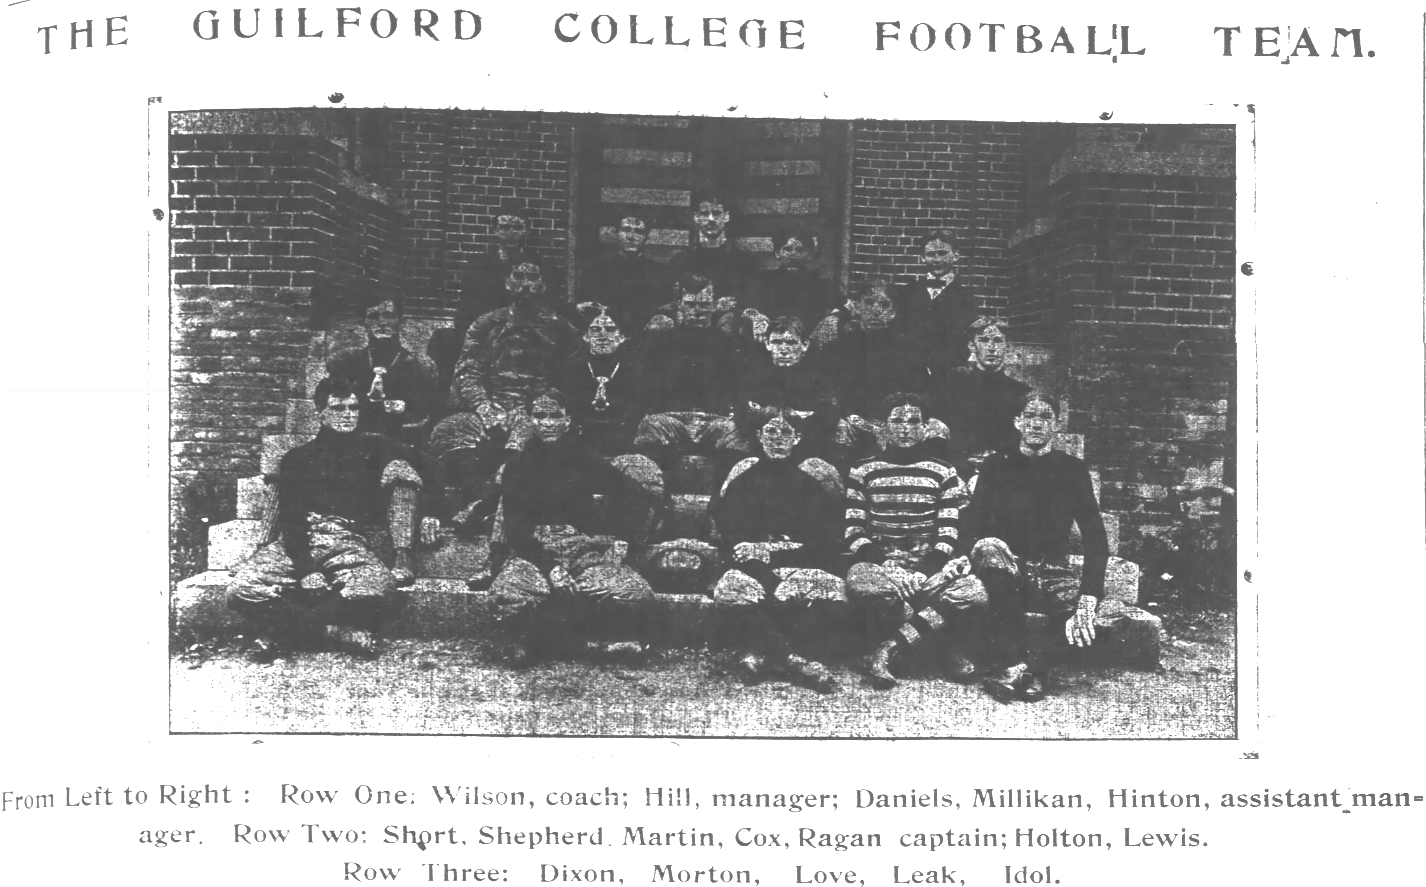 THE GUILFORD COLLEGE FOOTBALL TEAM.
From Left to Right : Row One: Wilson, coach; Hill, manager; Daniels, Millikan, Hinton, assistant man-
ager. Row Two: Short, Shepherd, Martin, Cox, Ragan captain; Holton, Lewis.
Row Three: Dixon, Morton, Love, Leak, Idol.